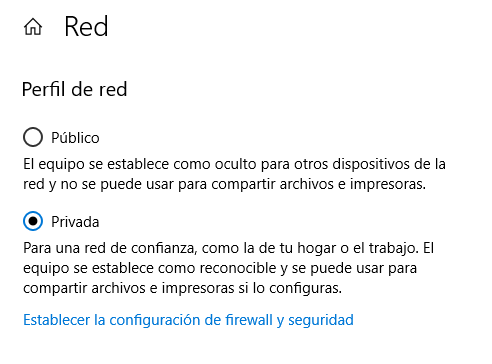 Red
Perfil de red
Público
El equipo se establece como oculto para otros dispositivos de la
red y no se puede usar para compartir archivos e impresoras.
Privada
Para una red de confianza, como la de tu hogar o el trabajo. El
equipo se establece como reconocible y se puede usar para
compartir archivos e impresoras si lo configuras.
Establecer la configuración de firewall y seguridad